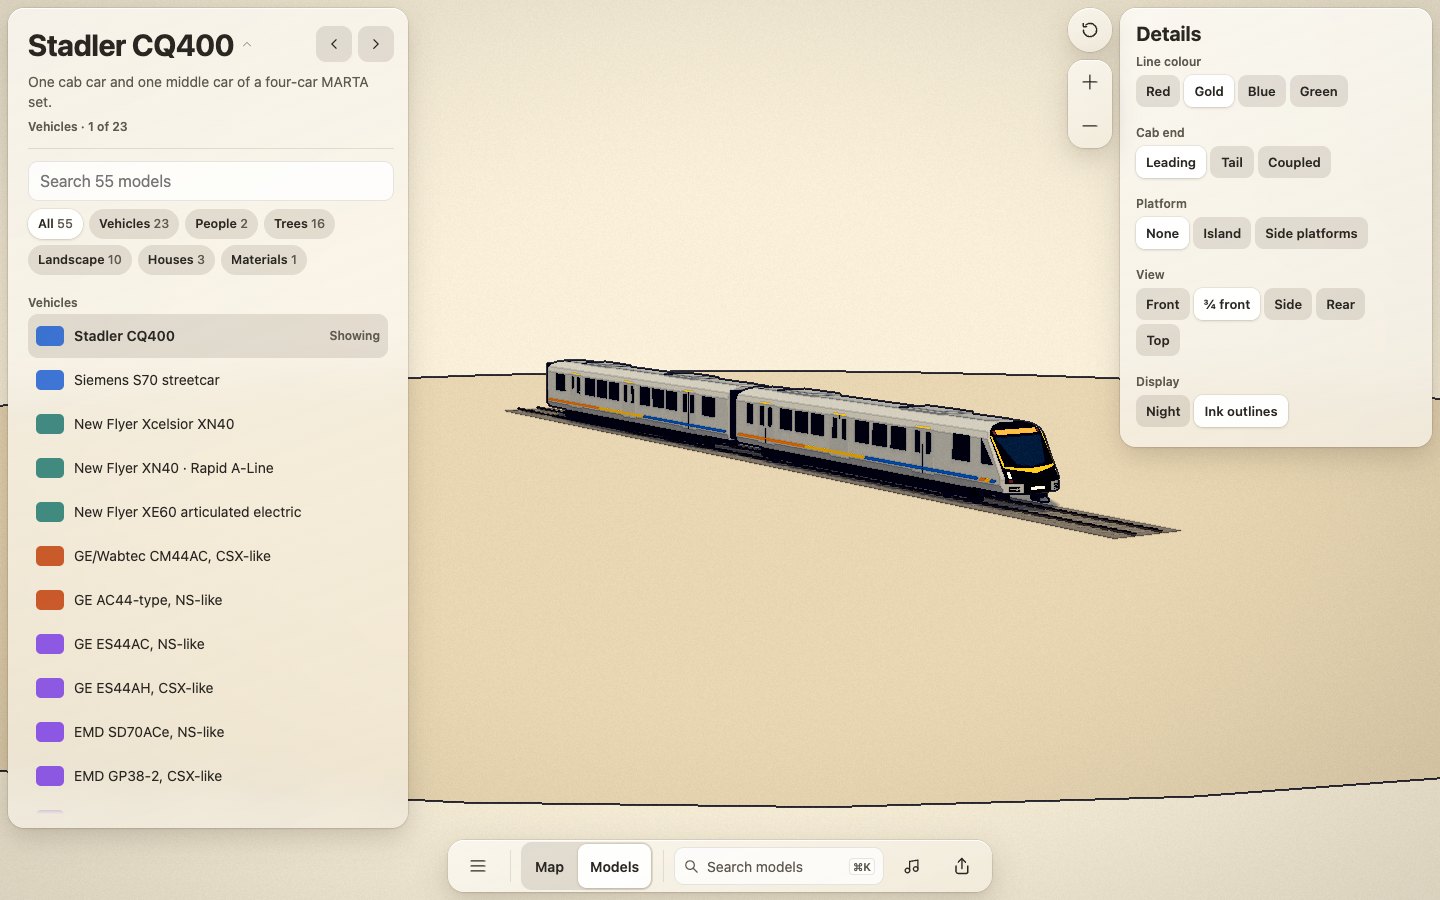 Stadler CQ400
One cab car and one middle car of a four-car MARTA
set.
Vehicles · 1 of 23
Search 55 models
All 55
Vehicles 23
People 2
Trees 16
Landscape 10
Houses 3
Materials 1
Vehicles
Stadler CQ400 Showing
Siemens S70 streetcar
New Flyer Xcelsior XN40
New Flyer XN40 · Rapid A-Line
New Flyer XE60 articulated electric
GE/Wabtec CM44AC, CSX-like
GE AC44-type, NS-like
GE ES44AC, NS-like
GE ES44AH, CSX-like
EMD SD70ACe, NS-like
EMD GP38-2, CSX-like
Details
Line colour
Red Gold Blue Green
Cab end
Leading Tail Coupled
Platform
None Island Side platforms
View
Front ¾ front Side Rear
Top
Display
Night Ink outlines
Map Models Search models ⌘K